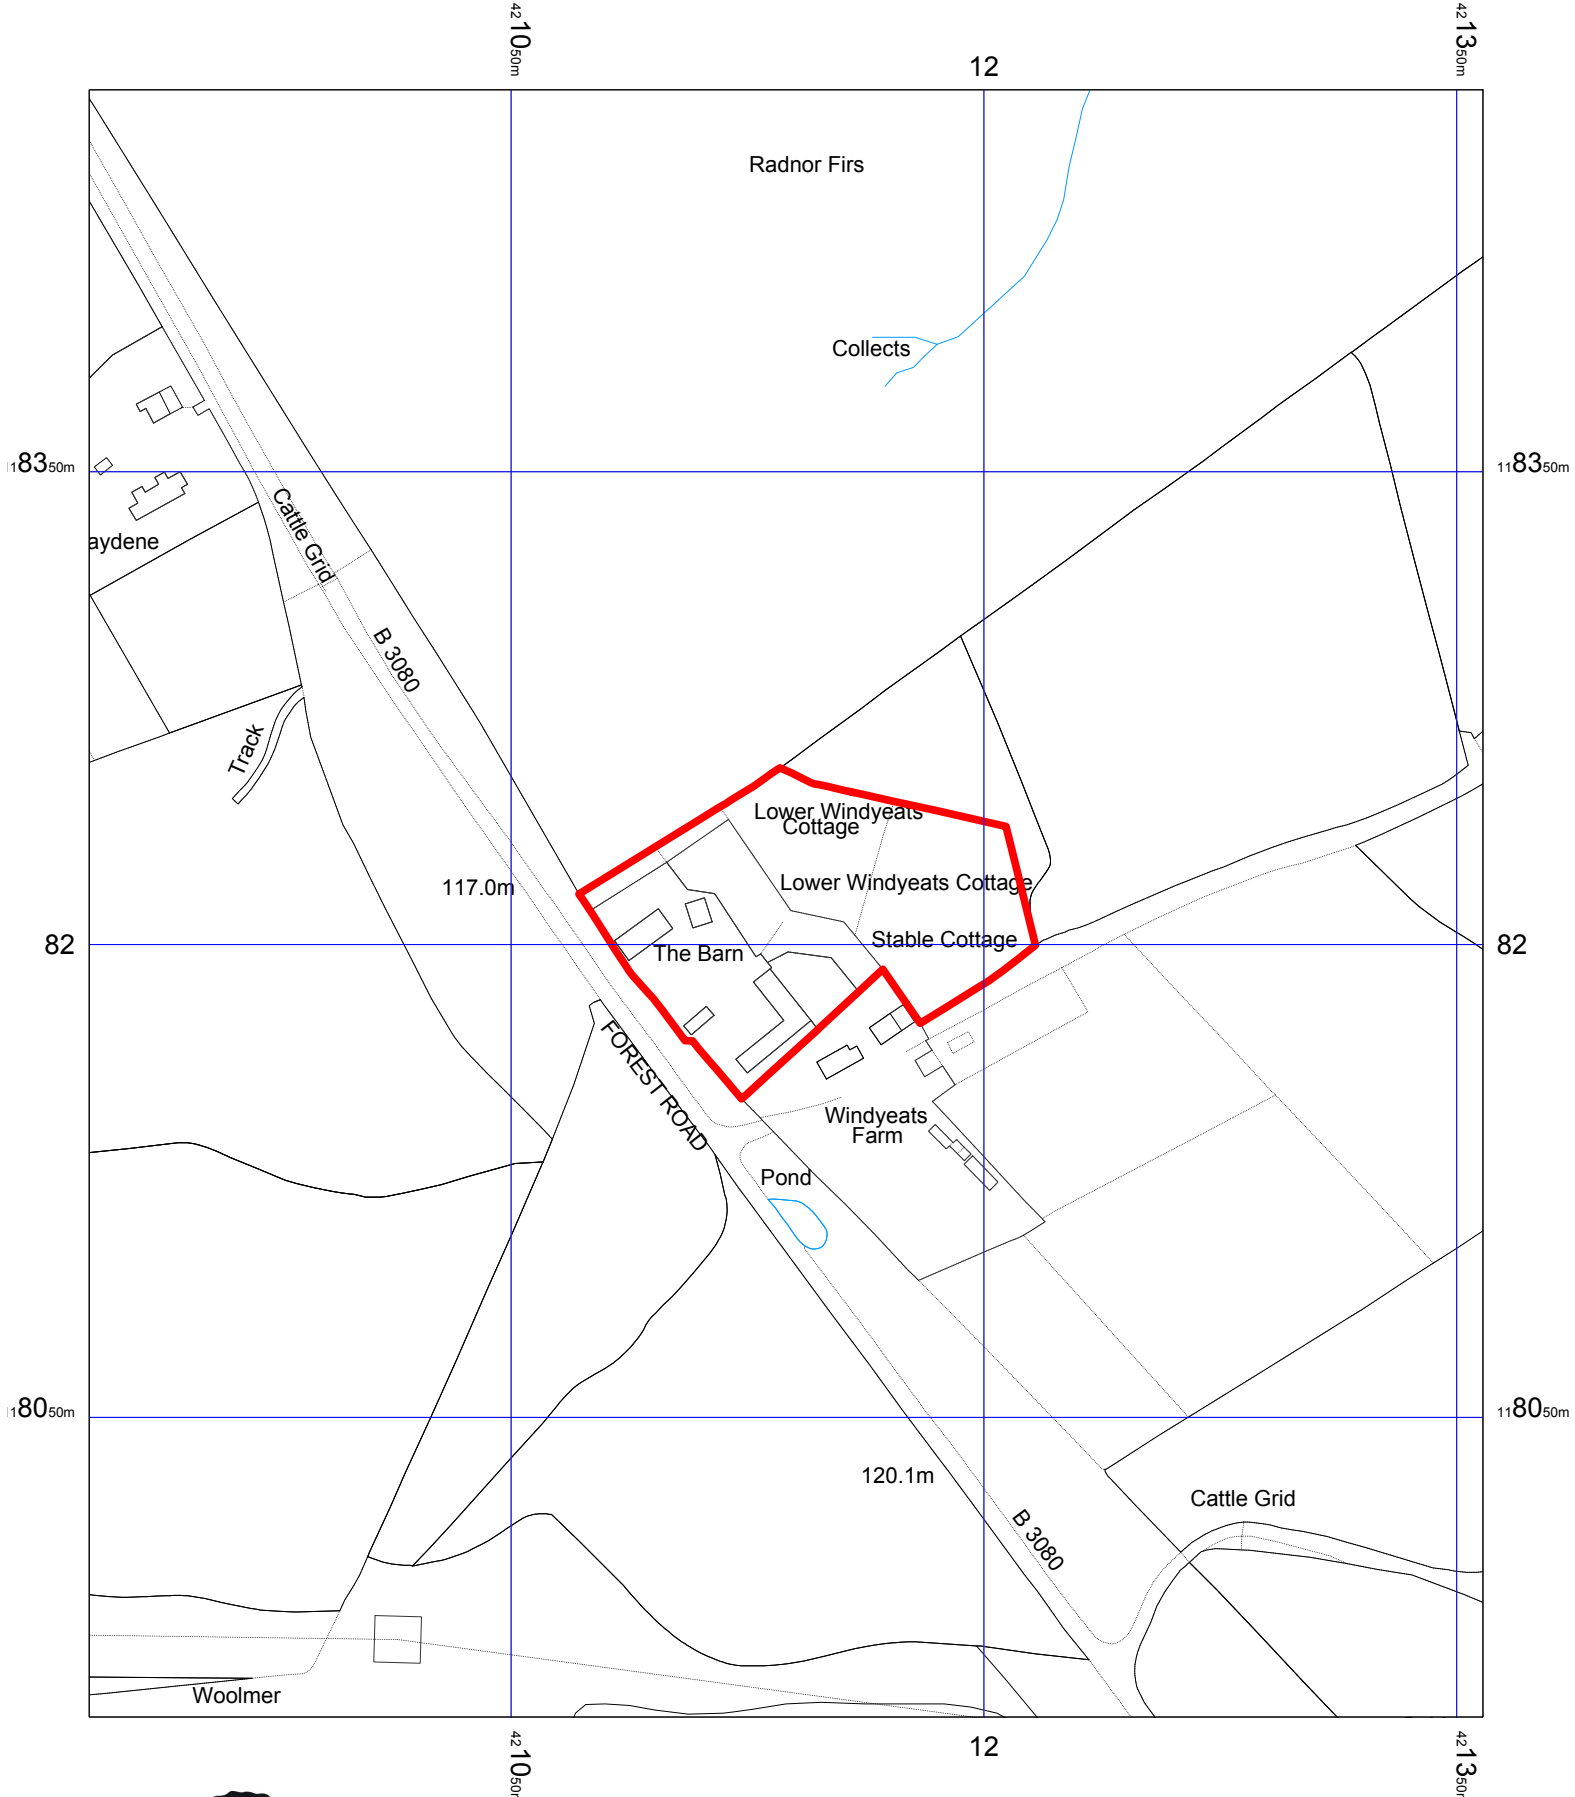 42 10 50m
12
42 13 50m
Radnor Firs
Collects
11 83 50m
11 83 50m
Cattle Grid
aydene
B 3080
Track
Lower Windyeats
Cottage
117.0m
Lower Windyeats Cottage
82
The Barn
Stable Cottage
82
FOREST ROAD
Windyeats
Farm
Pond
11 80 50m
11 80 50m
120.1m
Cattle Grid
B 3080
Woolmer
42 10 50m
12
42 13 50m